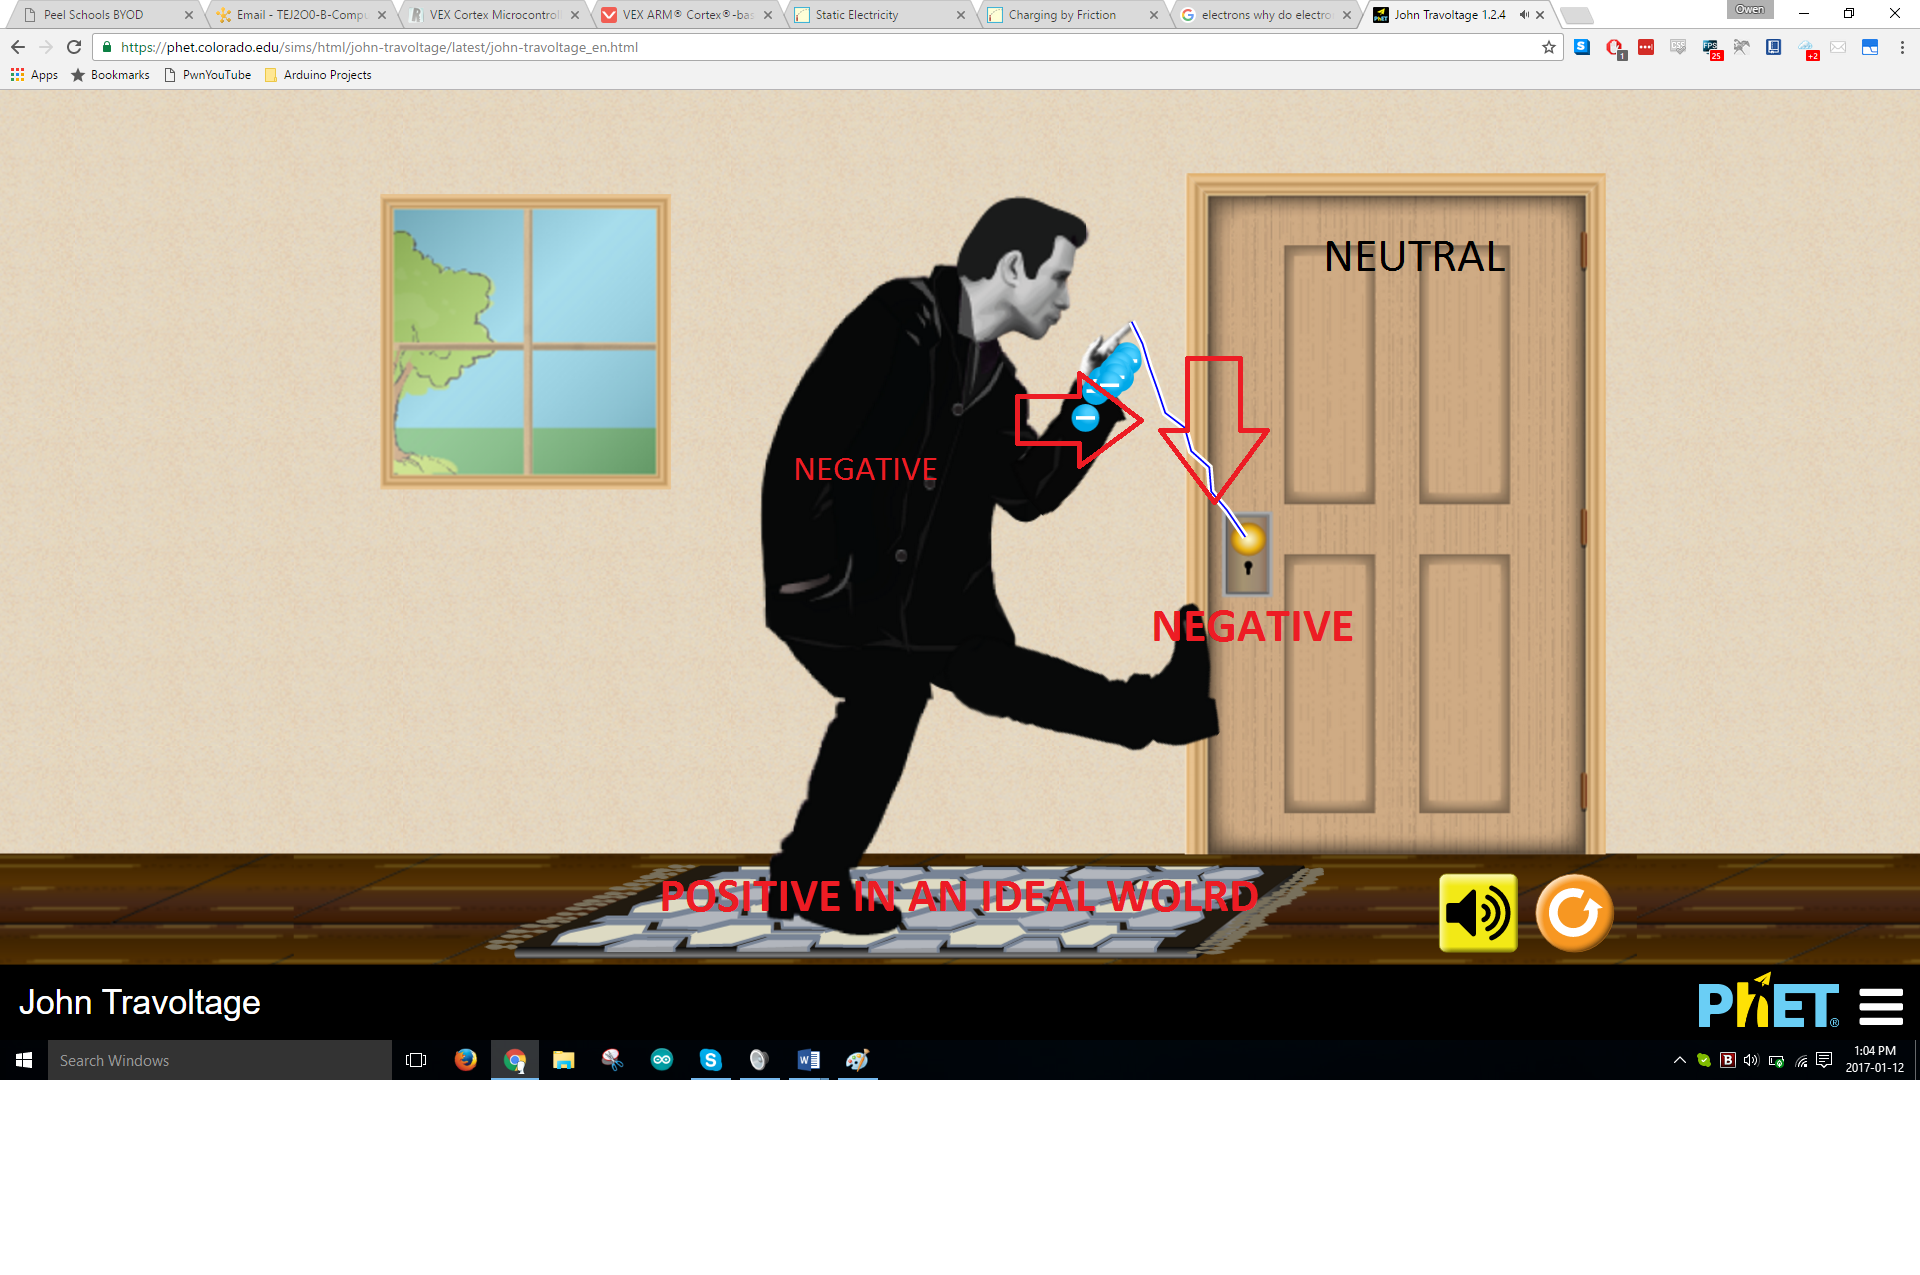 Peel Schools BYOD
Email - TEJ2O0-B-Compu
VEX Cortex Microcontrol
VEX ARM® Cortex®-bas
Static Electricity
Charging by Friction
electrons why do electro
John Travoltage 1.2.4
Owen
https://phet.colorado.edu/sims/html/john-travoltage/latest/john-travoltage_en.html
Apps
Bookmarks
PwnYouTube
Arduino Projects
NEUTRAL
NEGATIVE
NEGATIVE
POSITIVE IN AN IDEAL WOLRD
John Travoltage
PhET
Search Windows
1:04 PM
2017-01-12